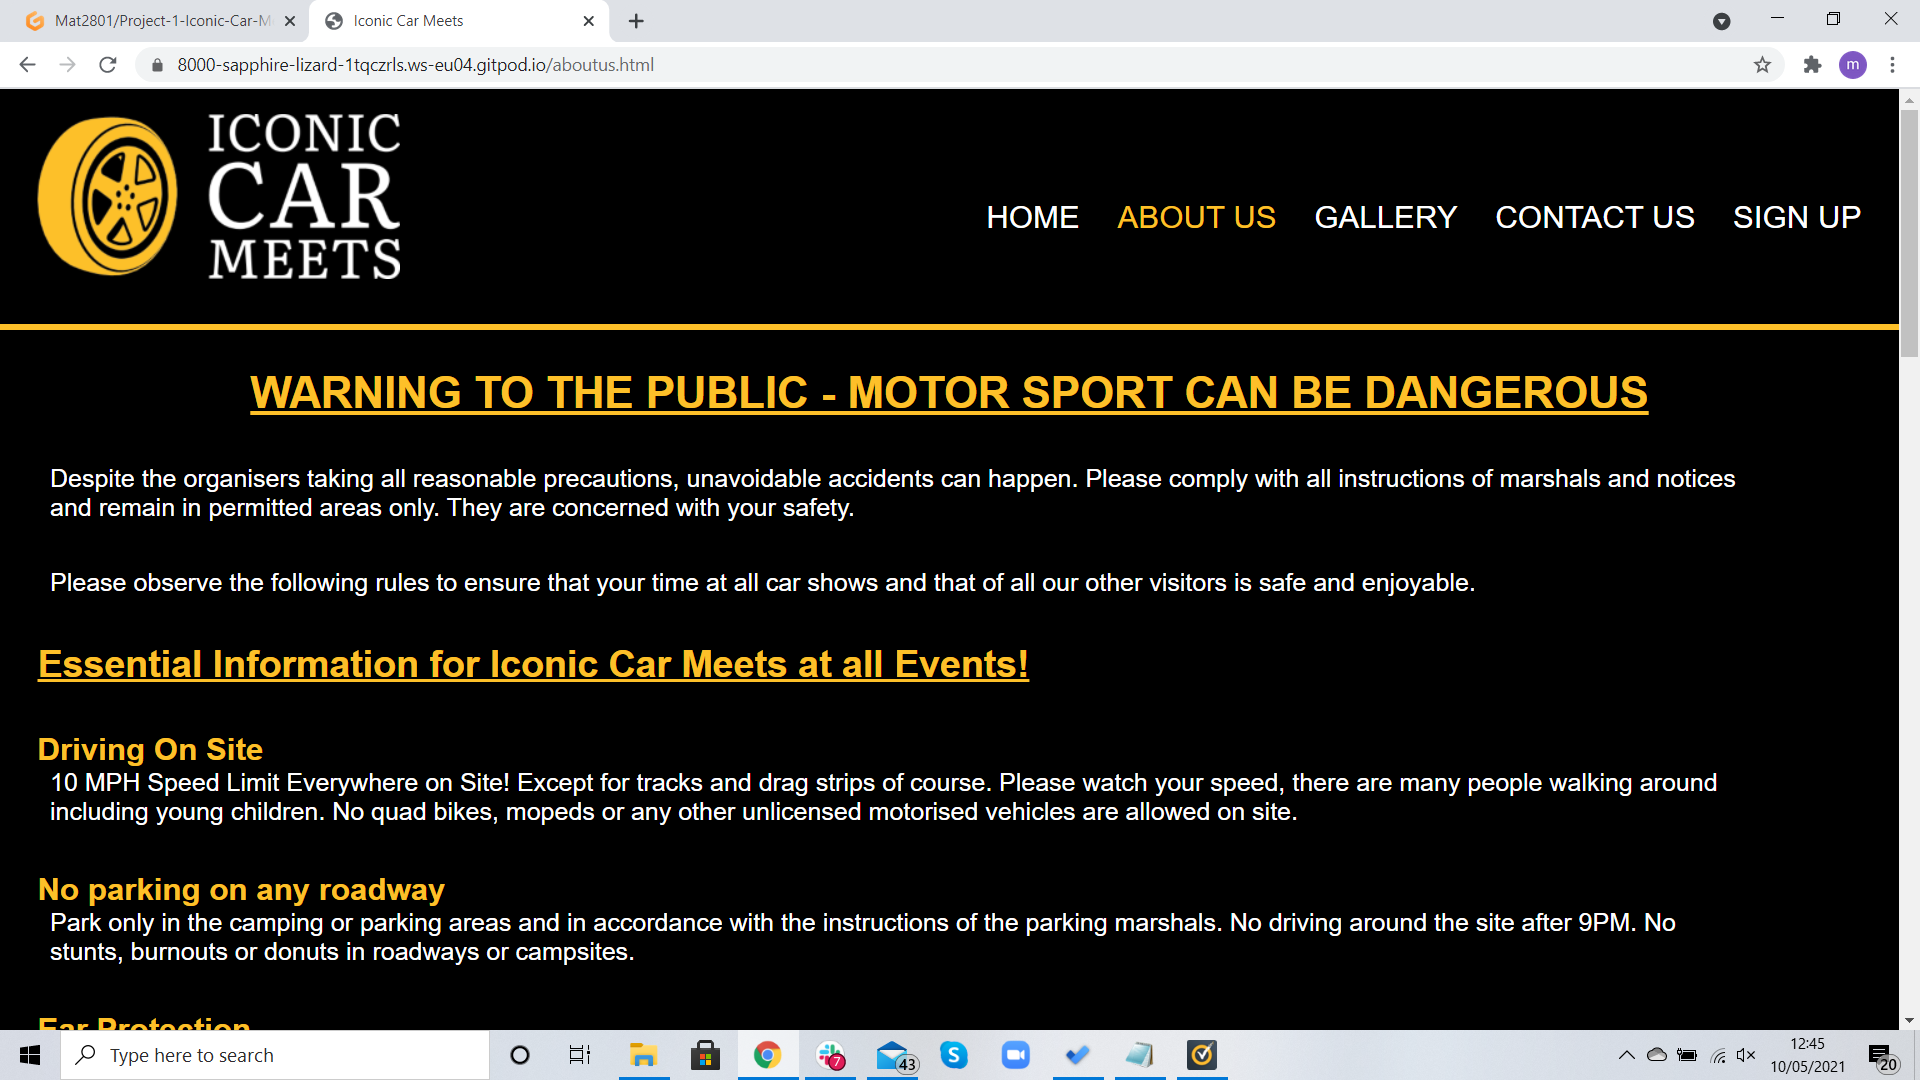 Mat2801/Project-1-Iconic-Car-M
Iconic Car Meets
8000-sapphire-lizard-1tqczrls.ws-eu04.gitpod.io/aboutus.html
m
ICONIC
CAR
MEETS
HOME ABOUT US GALLERY CONTACT US SIGN UP
WARNING TO THE PUBLIC - MOTOR SPORT CAN BE DANGEROUS
Despite the organisers taking all reasonable precautions, unavoidable accidents can happen. Please comply with all instructions of marshals and notices
and remain in permitted areas only. They are concerned with your safety.
Please observe the following rules to ensure that your time at all car shows and that of all our other visitors is safe and enjoyable.
Essential Information for Iconic Car Meets at all Events!
Driving On Site
10 MPH Speed Limit Everywhere on Site! Except for tracks and drag strips of course. Please watch your speed, there are many people walking around
including young children. No quad bikes, mopeds or any other unlicensed motorised vehicles are allowed on site.
No parking on any roadway
Park only in the camping or parking areas and in accordance with the instructions of the parking marshals. No driving around the site after 9PM. No
stunts, burnouts or donuts in roadways or campsites.
Ear Protection
Type here to search
7
43
S
12:45
10/05/2021
20